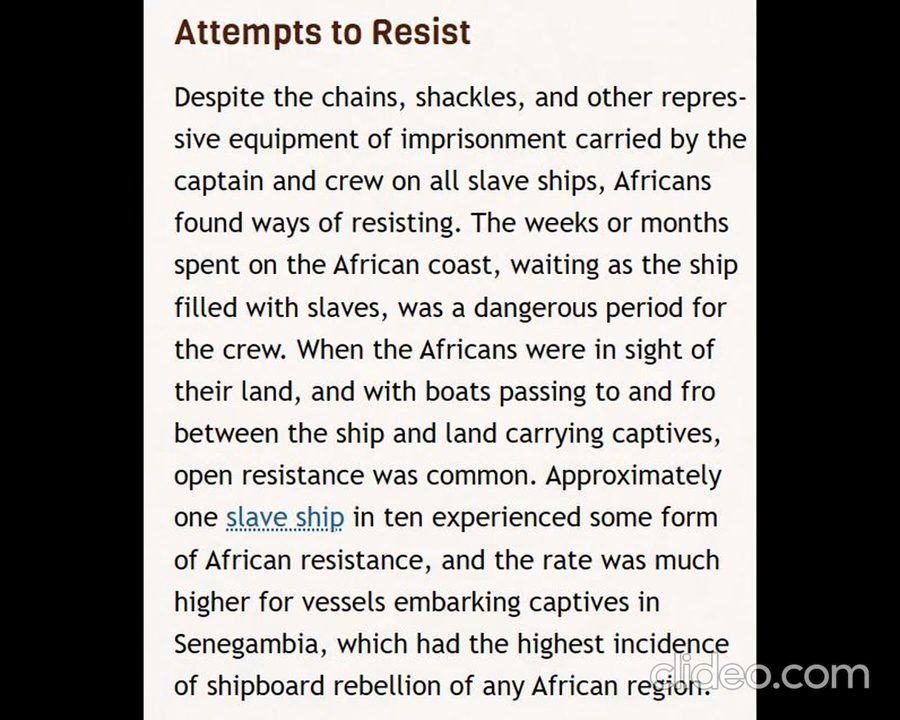 Attempts to Resist
Despite the chains, shackles, and other repres-
sive equipment of imprisonment carried by the
captain and crew on all slave ships, Africans
found ways of resisting. The weeks or months
spent on the African coast, waiting as the ship
filled with slaves, was a dangerous period for
the crew. When the Africans were in sight of
their land, and with boats passing to and fro
between the ship and land carrying captives,
open resistance was common. Approximately
one slave ship in ten experienced some form
of African resistance, and the rate was much
higher for vessels embarking captives in
Senegambia, which had the highest incidence
of shipboard rebellion of any African region.
clideo.com